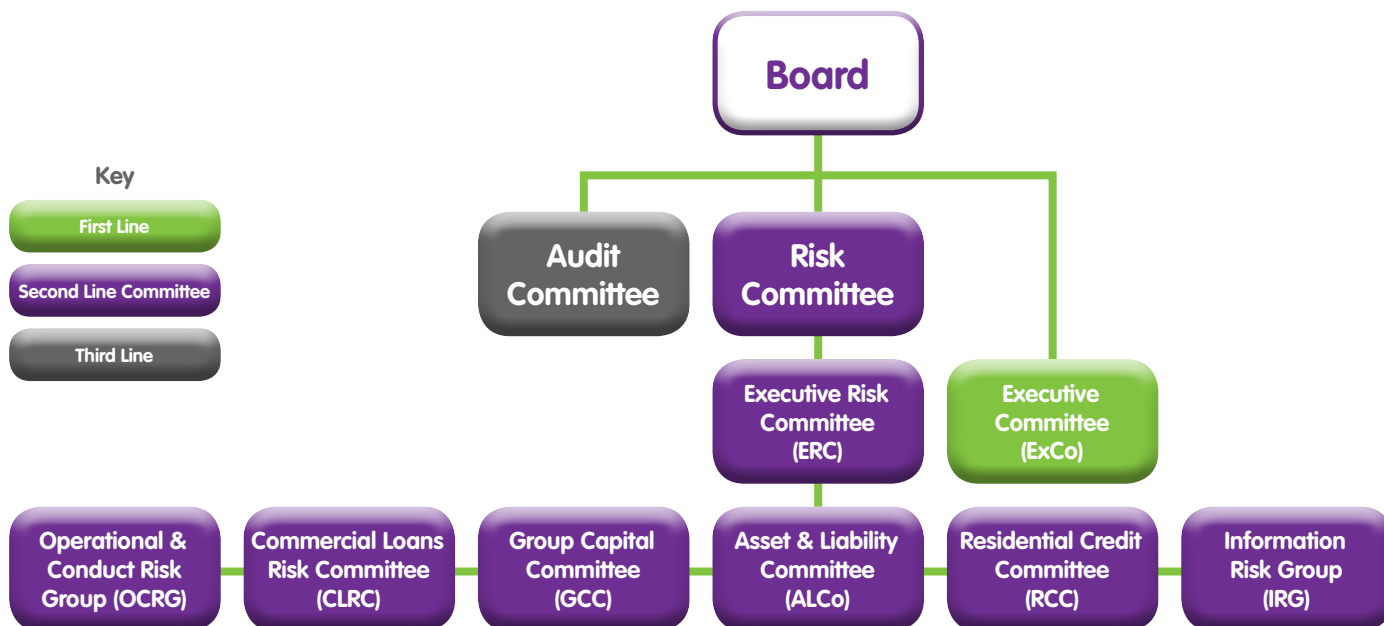 Board
Key
First Line
Second Line Committee
Third Line
Audit
Committee
Risk
Committee
Executive Risk
Committee
(ERC)
Executive
Committee
(ExCo)
Operational &
Conduct Risk
Group (OCRG)
Commercial Loans
Risk Committee
(CLRC)
Group Capital
Committee
(GCC)
Asset & Liability
Committee
(ALCo)
Residential Credit
Committee
(RCC)
Information
Risk Group
(IRG)